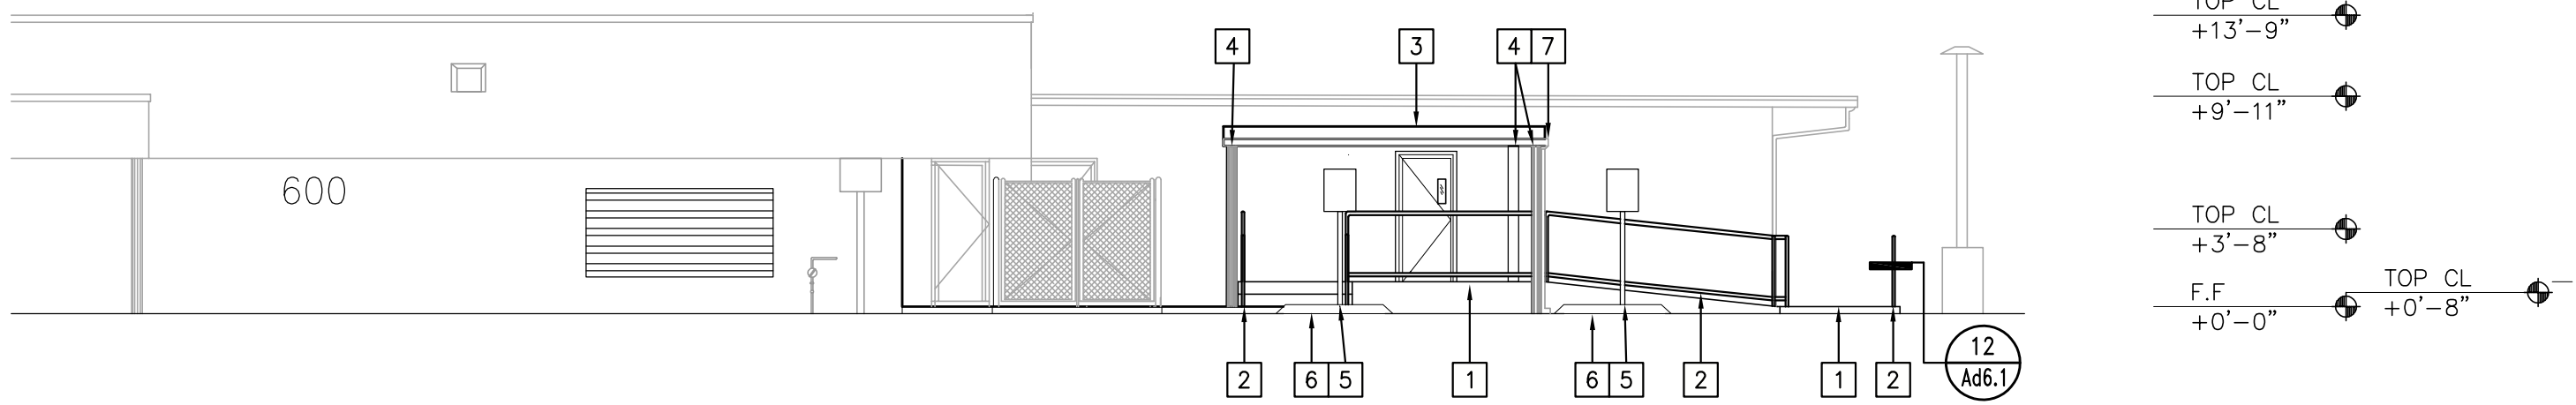 TOP CL
+13'-9"
4
3
4 7
TOP CL
+9'-11"
600
TOP CL
+3'-8"
F.F
+0'-0"
TOP CL
+0'-8"
2
6 5
1
6 5
2
1
2
12
Ad6.1